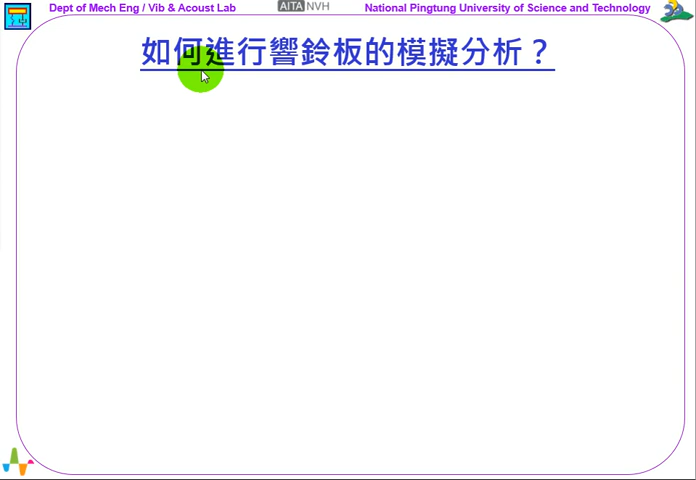 Dept of Mech Eng / Vib & Acoust Lab
AITA NVH
National Pingtung University of Science and Technology
如何進行響鈴板的模擬分析？